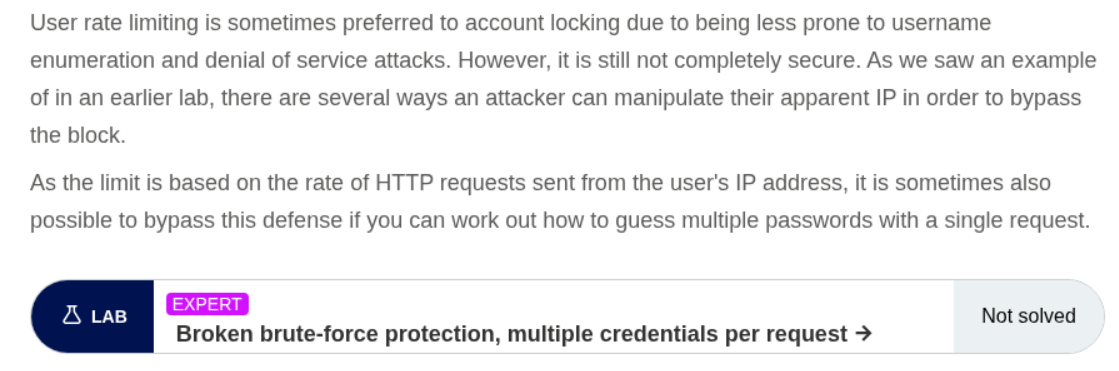 User rate limiting is sometimes preferred to account locking due to being less prone to username
enumeration and denial of service attacks. However, it is still not completely secure. As we saw an example
of in an earlier lab, there are several ways an attacker can manipulate their apparent IP in order to bypass
the block.
As the limit is based on the rate of HTTP requests sent from the user's IP address, it is sometimes also
possible to bypass this defense if you can work out how to guess multiple passwords with a single request.
LAB
EXPERT
Broken brute-force protection, multiple credentials per request →
Not solved